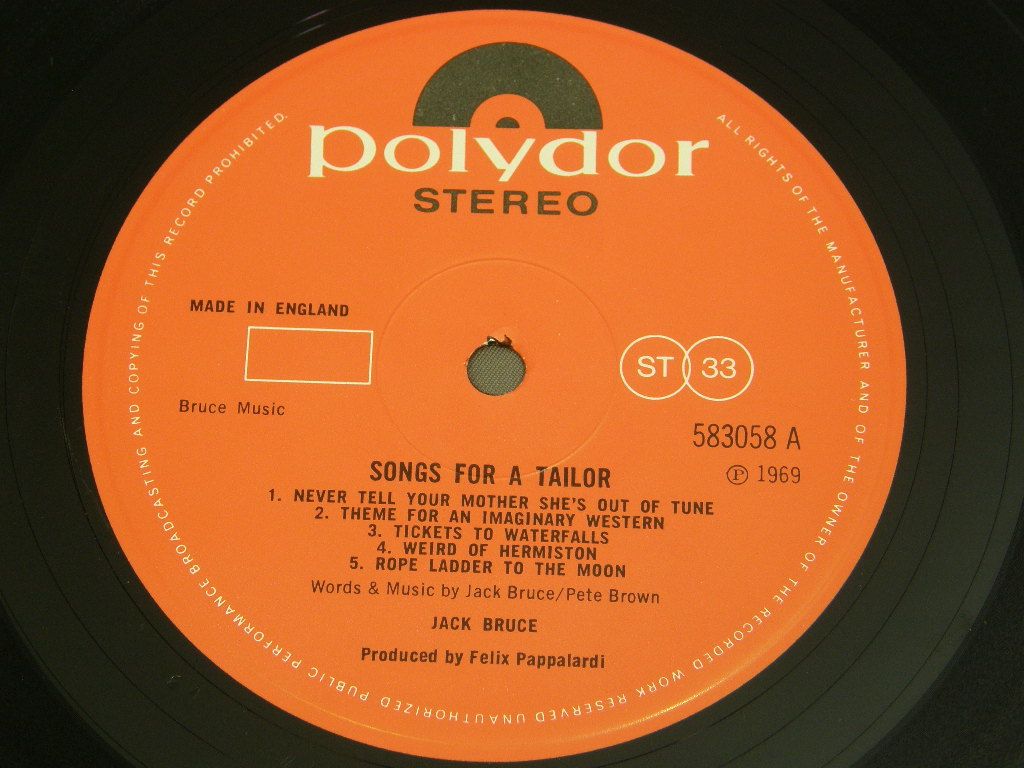 polydor
STEREO
MADE IN ENGLAND
Bruce Music
ST 33
583058 A
Ⓟ 1969
SONGS FOR A TAILOR
1. NEVER TELL YOUR MOTHER SHE'S OUT OF TUNE
2. THEME FOR AN IMAGINARY WESTERN
3. TICKETS TO WATERFALLS
4. WEIRD OF HERMISTON
5. ROPE LADDER TO THE MOON
Words & Music by Jack Bruce/Pete Brown
JACK BRUCE
Produced by Felix Pappalardi
ALL RIGHTS OF THE MANUFACTURER AND OF THE OWNER OF THE RECORDED WORK RESERVED UNAUTHORIZED PUBLIC PERFORMANCE BROADCASTING AND COPYING OF THIS RECORD PROHIBITED.